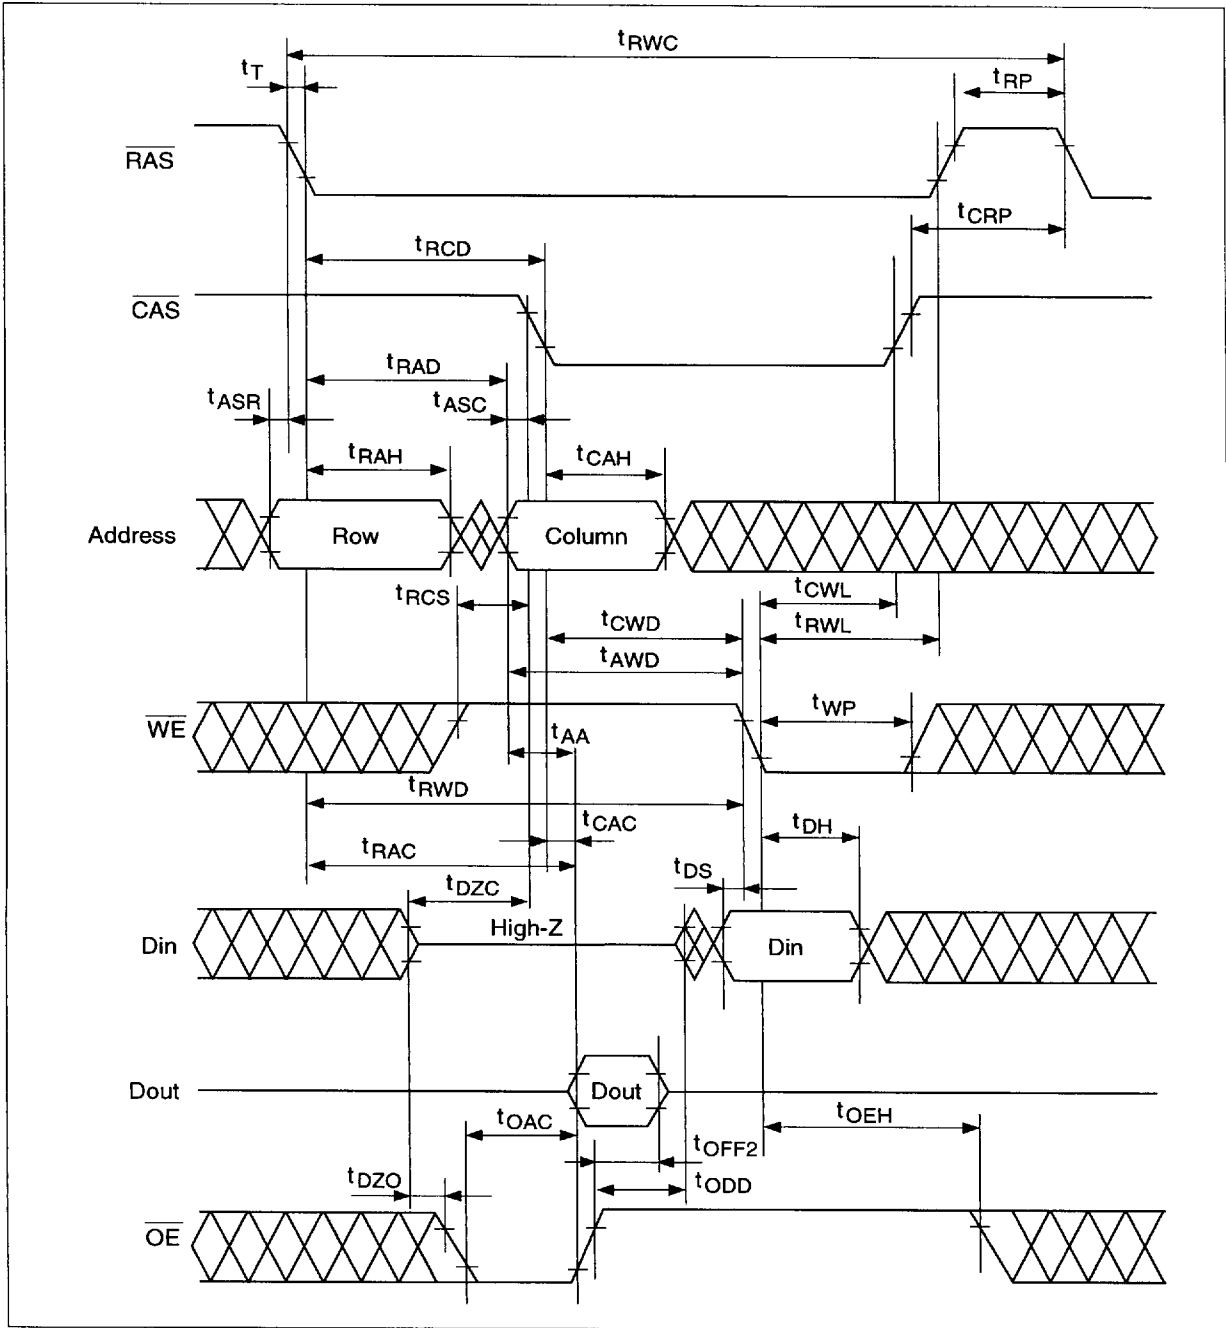 tRWC
tT
tRP
RAS
tCRP
tRCD
CAS
tRAD
tASR
tASC
tRAH
tCAH
Address
Row
Column
tRCS
tCWL
tCWD
tRWL
tAWD
WE
tWP
tAA
tRWD
tCAC
tDH
tRAC
tDS
tDZC
High-Z
Din
Din
Dout
Dout
tOAC
tOEH
tOFF2
tDZO
tODD
OE